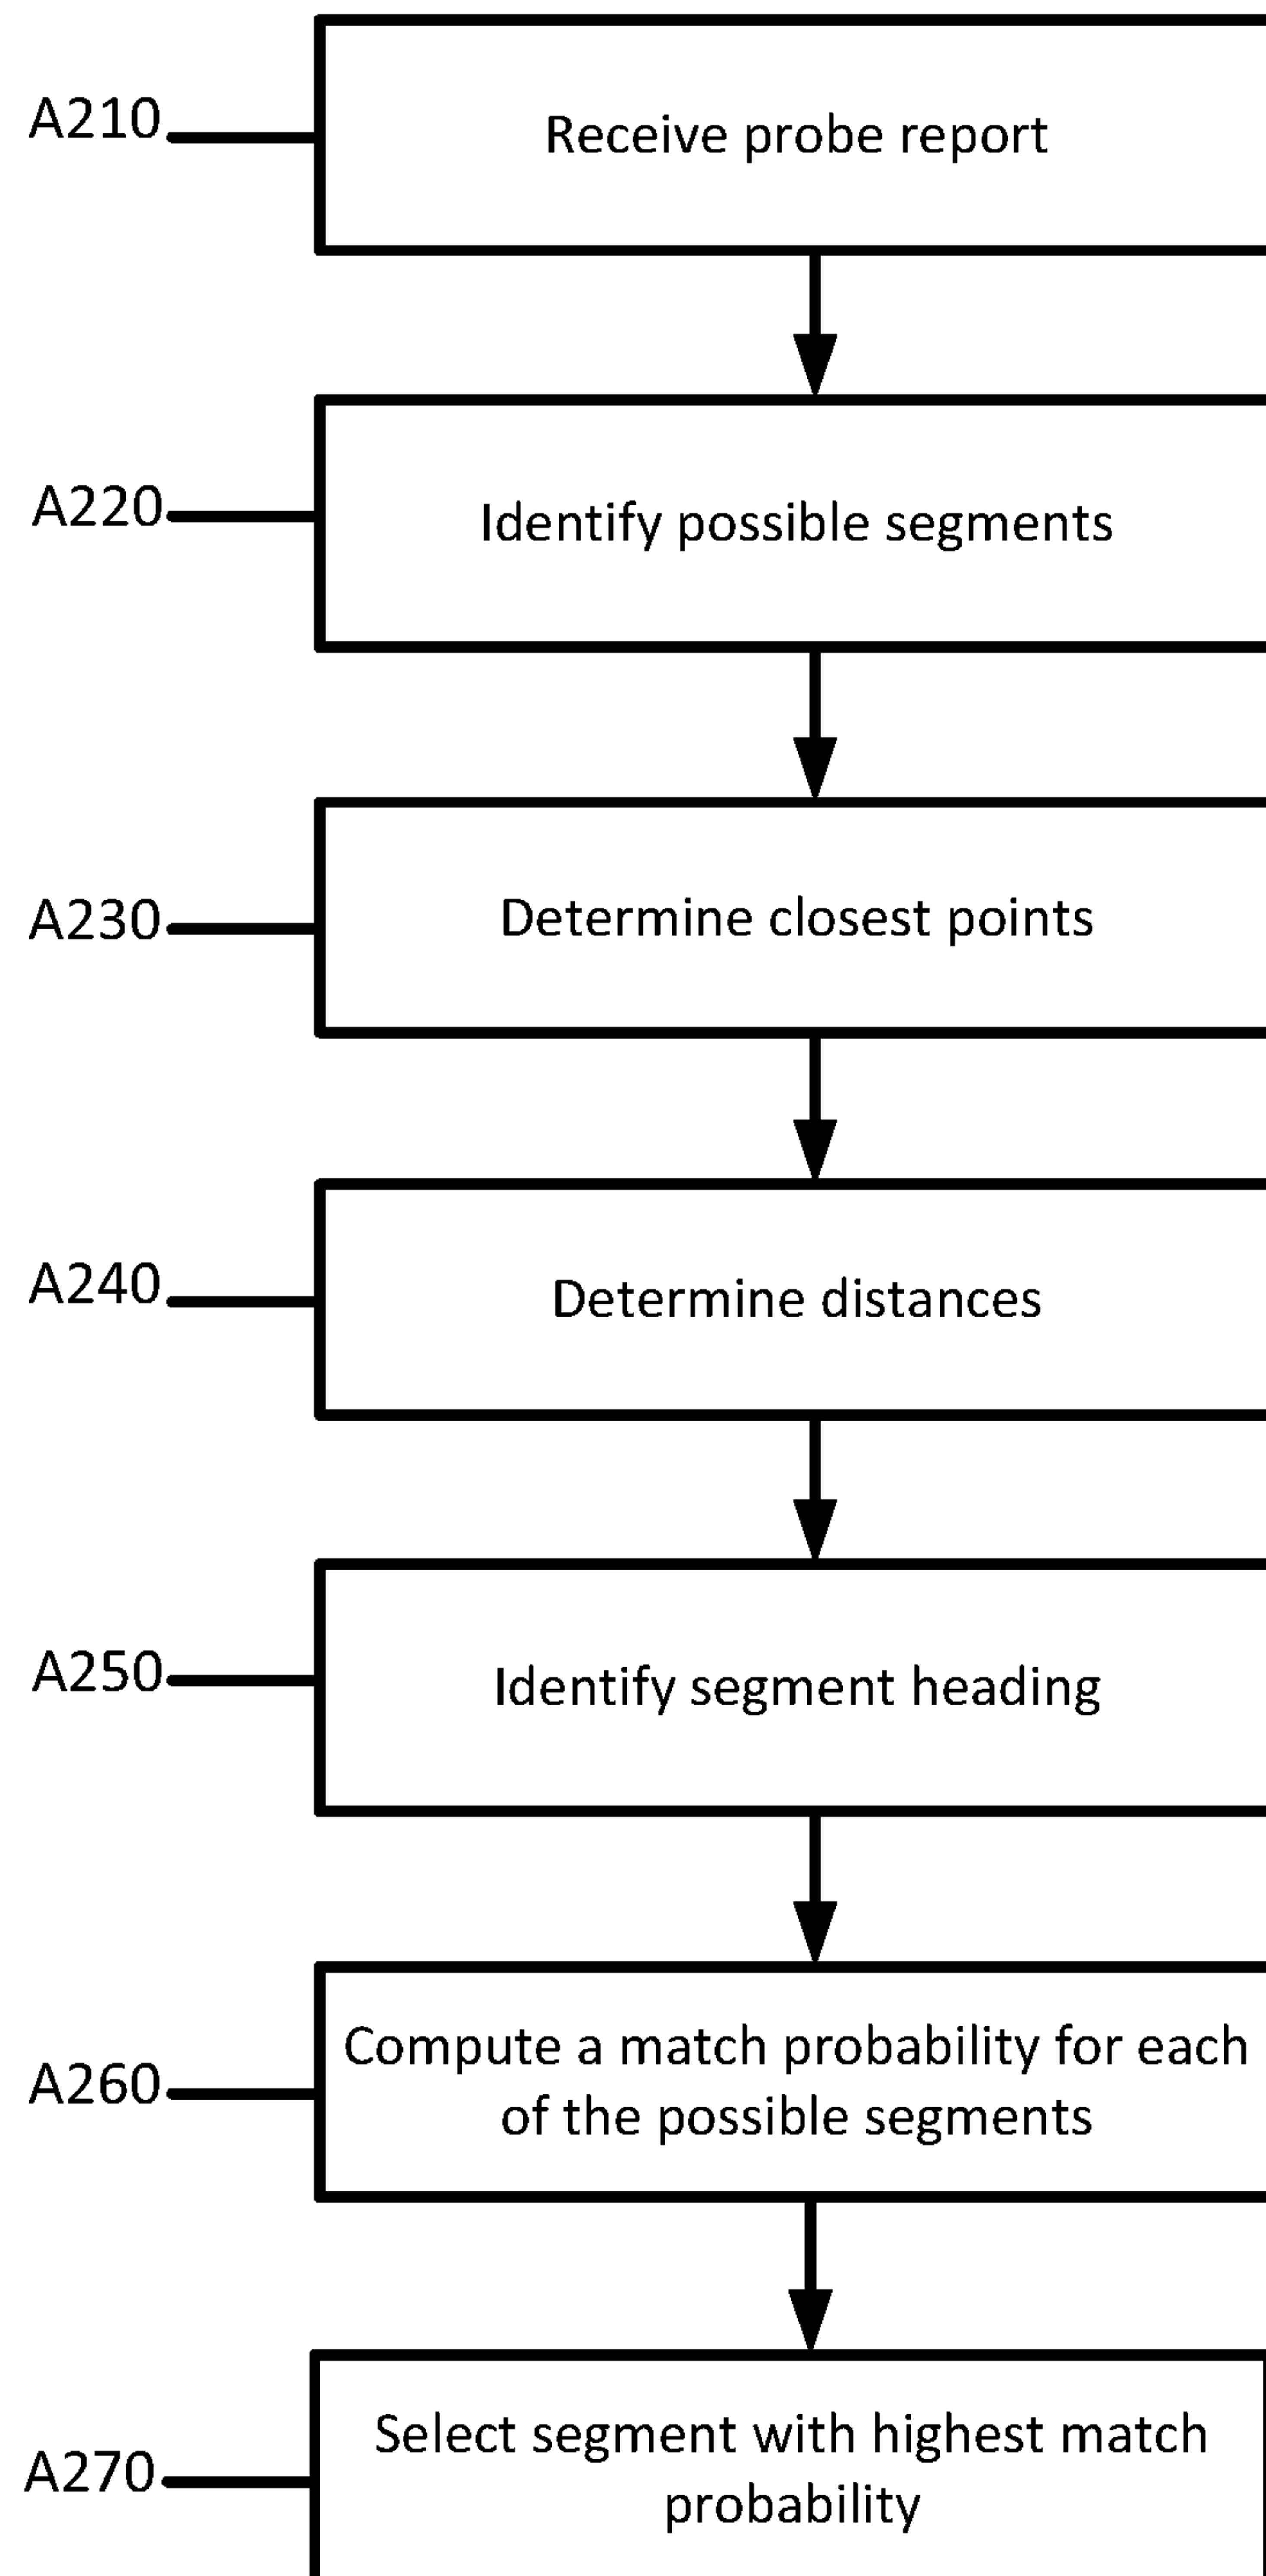 A210
Receive probe report
A220
Identify possible segments
A230
Determine closest points
A240
Determine distances
A250
Identify segment heading
A260
Compute a match probability for each
of the possible segments
A270
Select segment with highest match
probability